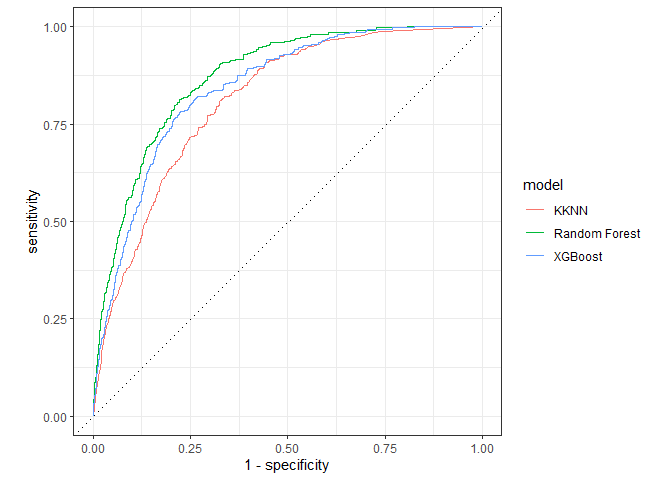 1.00
0.75
0.50
0.25
0.00
sensitivity
0.00 0.25 0.50 0.75 1.00
1 - specificity
model
KKNN
Random Forest
XGBoost